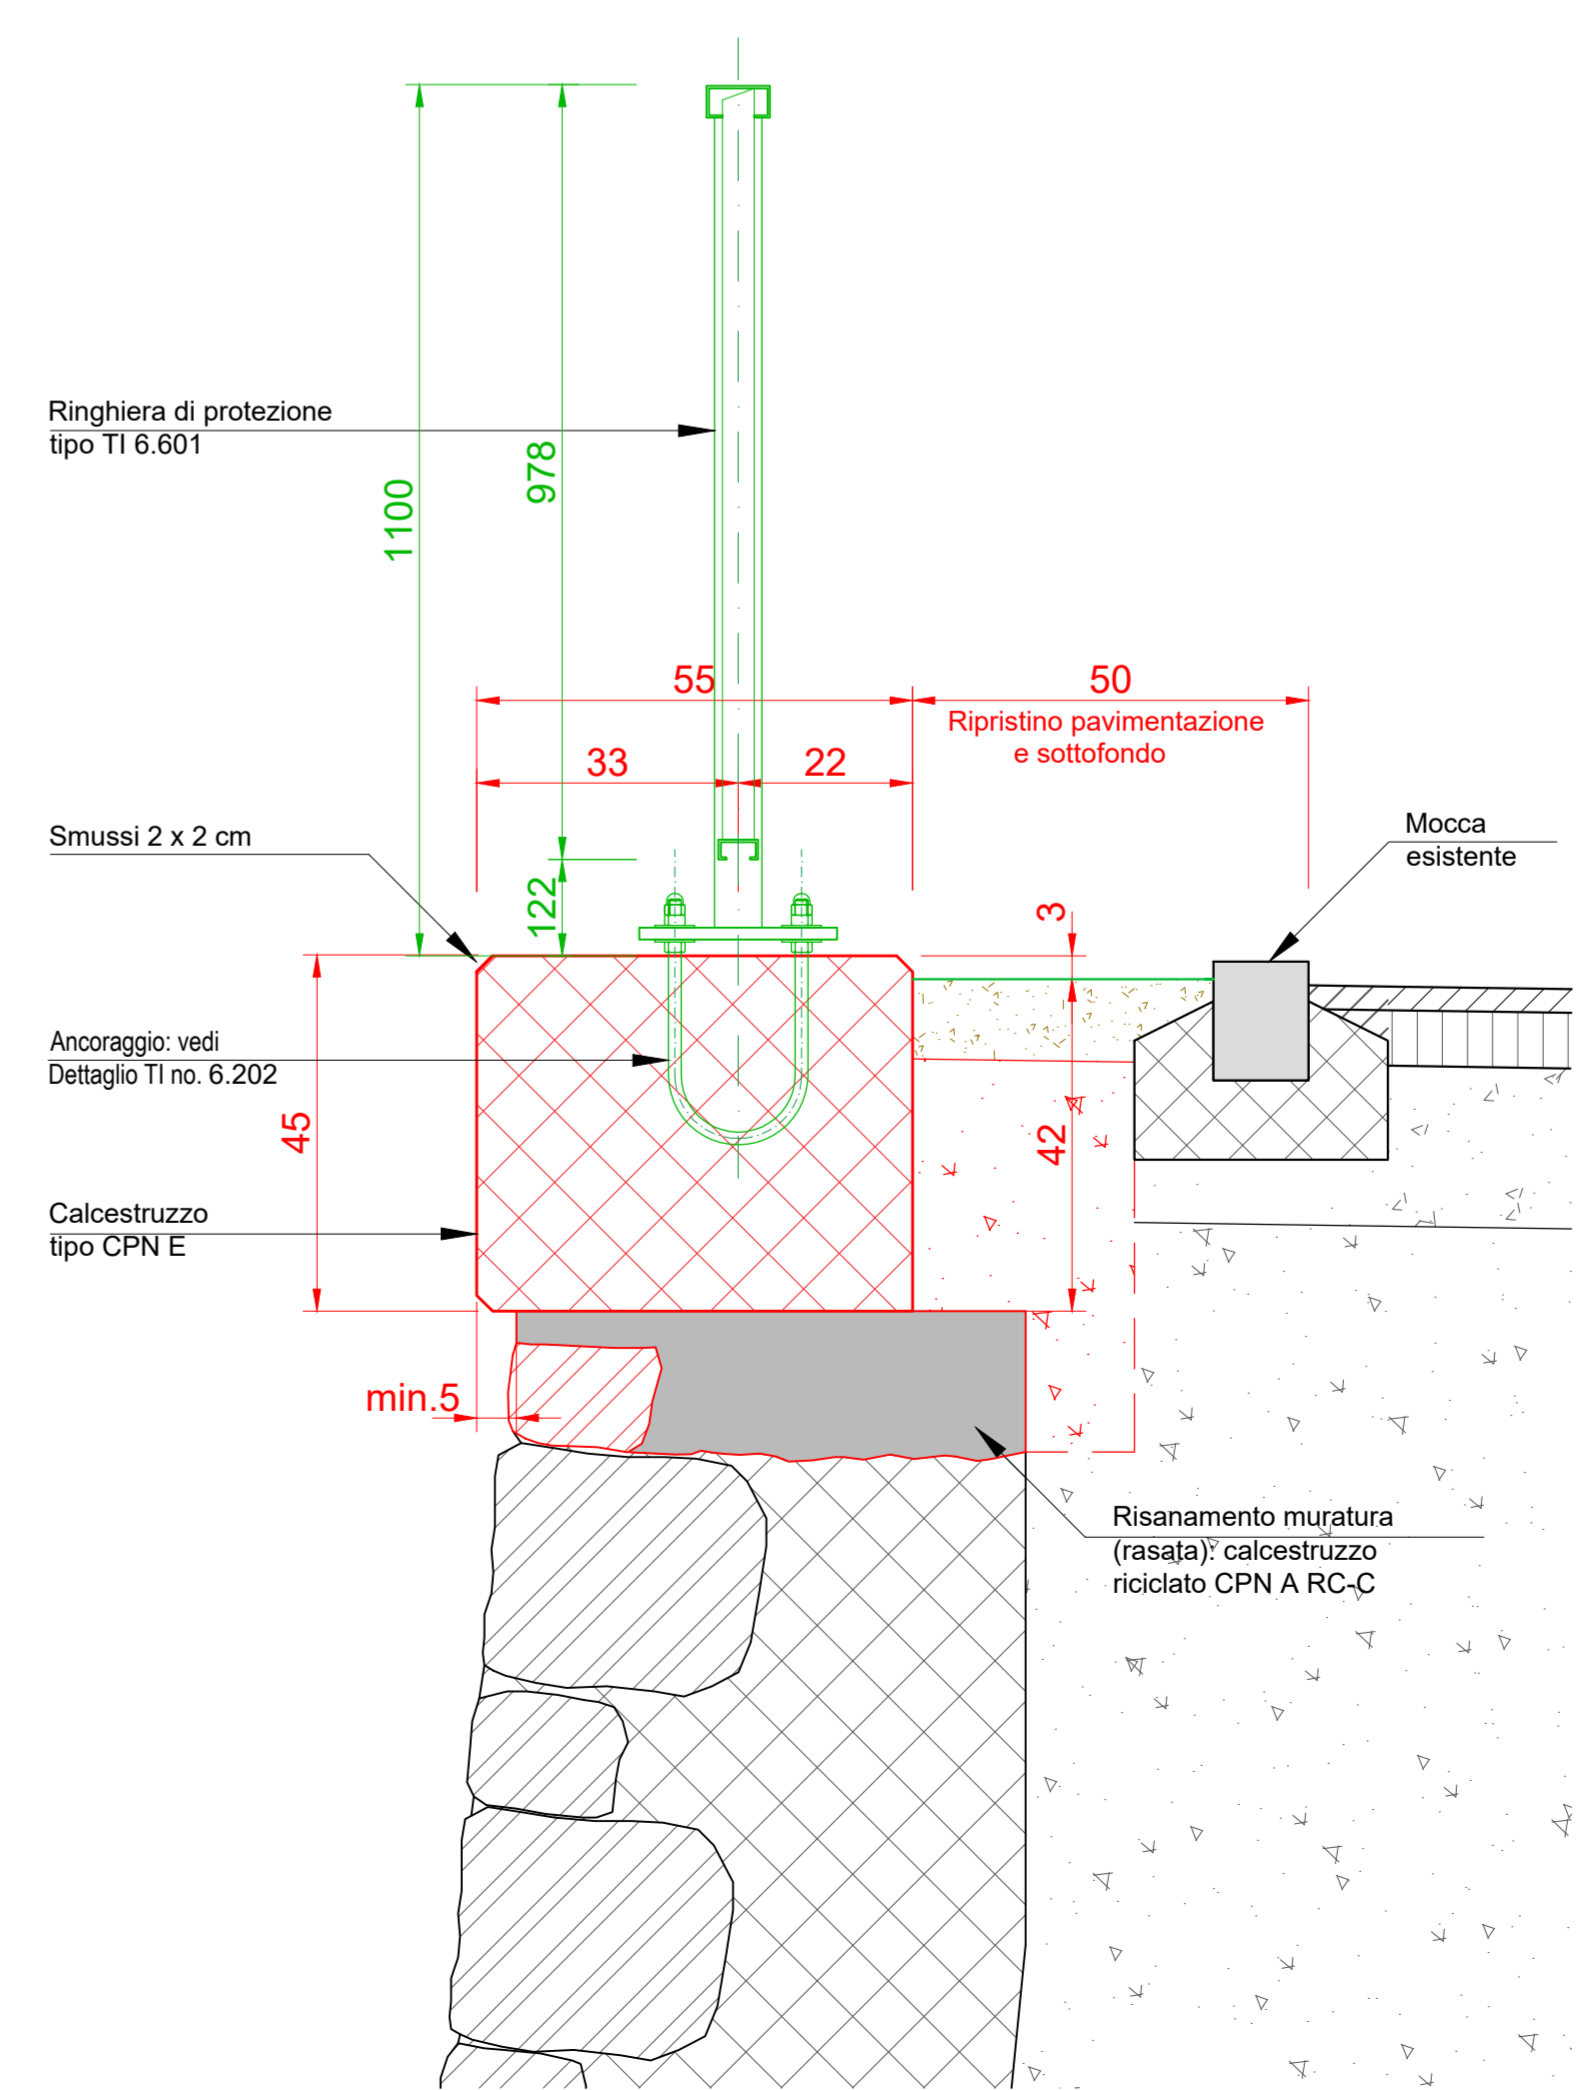 Ringhiera di protezione
tipo TI 6.601
1100
978
55
50
Ripristino pavimentazione
e sottofondo
33
22
Smussi 2 x 2 cm
Mocca
esistente
122
3
Ancoraggio: vedi
Dettaglio TI no. 6.202
45
42
Calcestruzzo
tipo CPN E
min.5
Risanamento muratura
(rasata): calcestruzzo
riciclato CPN A RC-C